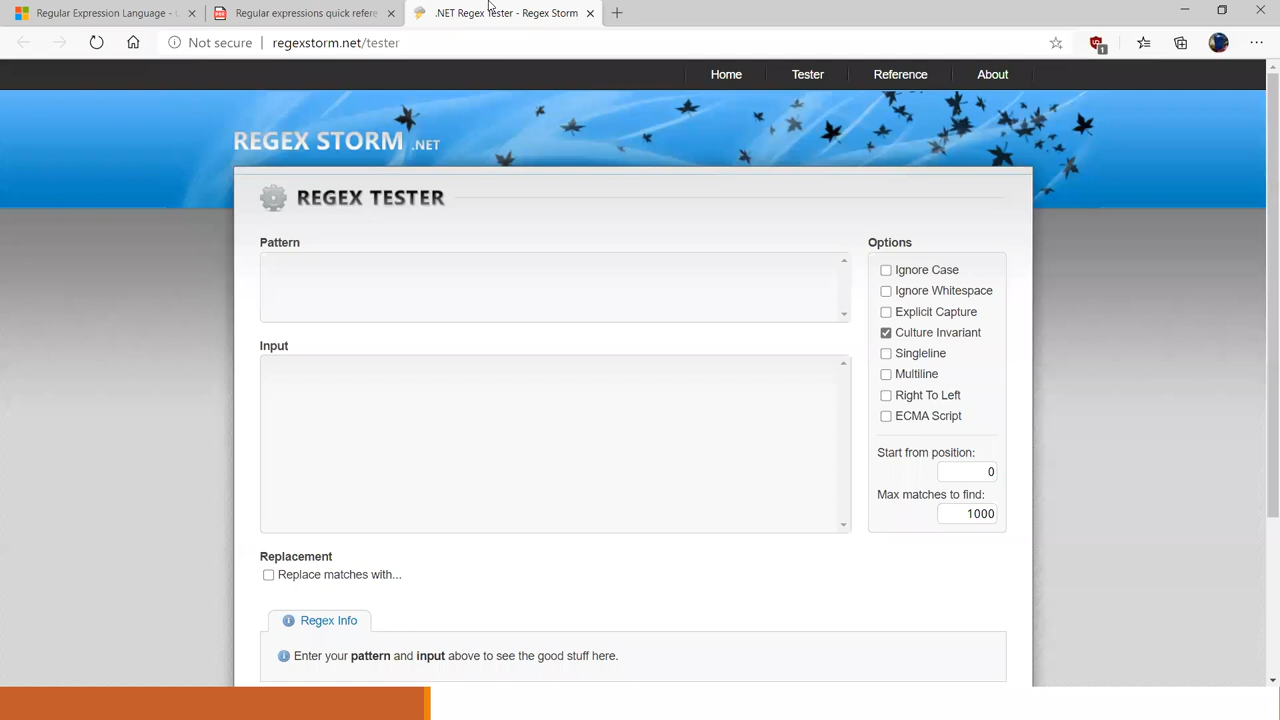 Regular Expression Language -
Regular expressions quick refere
.NET Regex Tester - Regex Storm
Not secure | regexstorm.net/tester
1
Home
Tester
Reference
About
REGEX STORM .NET
REGEX TESTER
Pattern
Options
Ignore Case
Ignore Whitespace
Explicit Capture
Culture Invariant
Singleline
Multiline
Right To Left
ECMA Script
Start from position:
0
Max matches to find:
1000
Input
Replacement
Replace matches with...
Regex Info
Enter your pattern and input above to see the good stuff here.